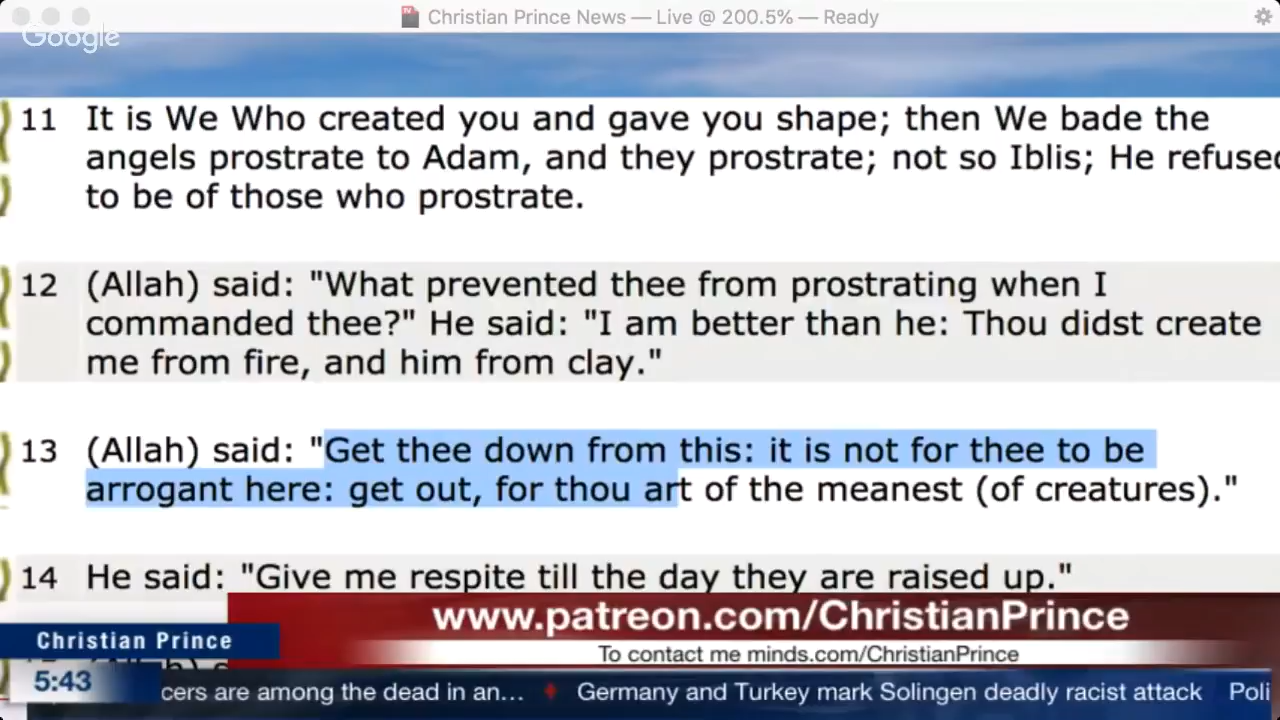 Christian Prince News — Live @ 200.5% — Ready
Google
11 It is We Who created you and gave you shape; then We bade the
angels prostrate to Adam, and they prostrate; not so Iblis; He refused
to be of those who prostrate.
12 (Allah) said: "What prevented thee from prostrating when I
commanded thee?" He said: "I am better than he: Thou didst create
me from fire, and him from clay."
13 (Allah) said: "Get thee down from this: it is not for thee to be
arrogant here: get out, for thou art of the meanest (of creatures)."
14 He said: "Give me respite till the day they are raised up."
www.patreon.com/ChristianPrince
Christian Prince
To contact me minds.com/ChristianPrince
5:43
cers are among the dead in an... ♦ Germany and Turkey mark Solingen deadly racist attack Poli